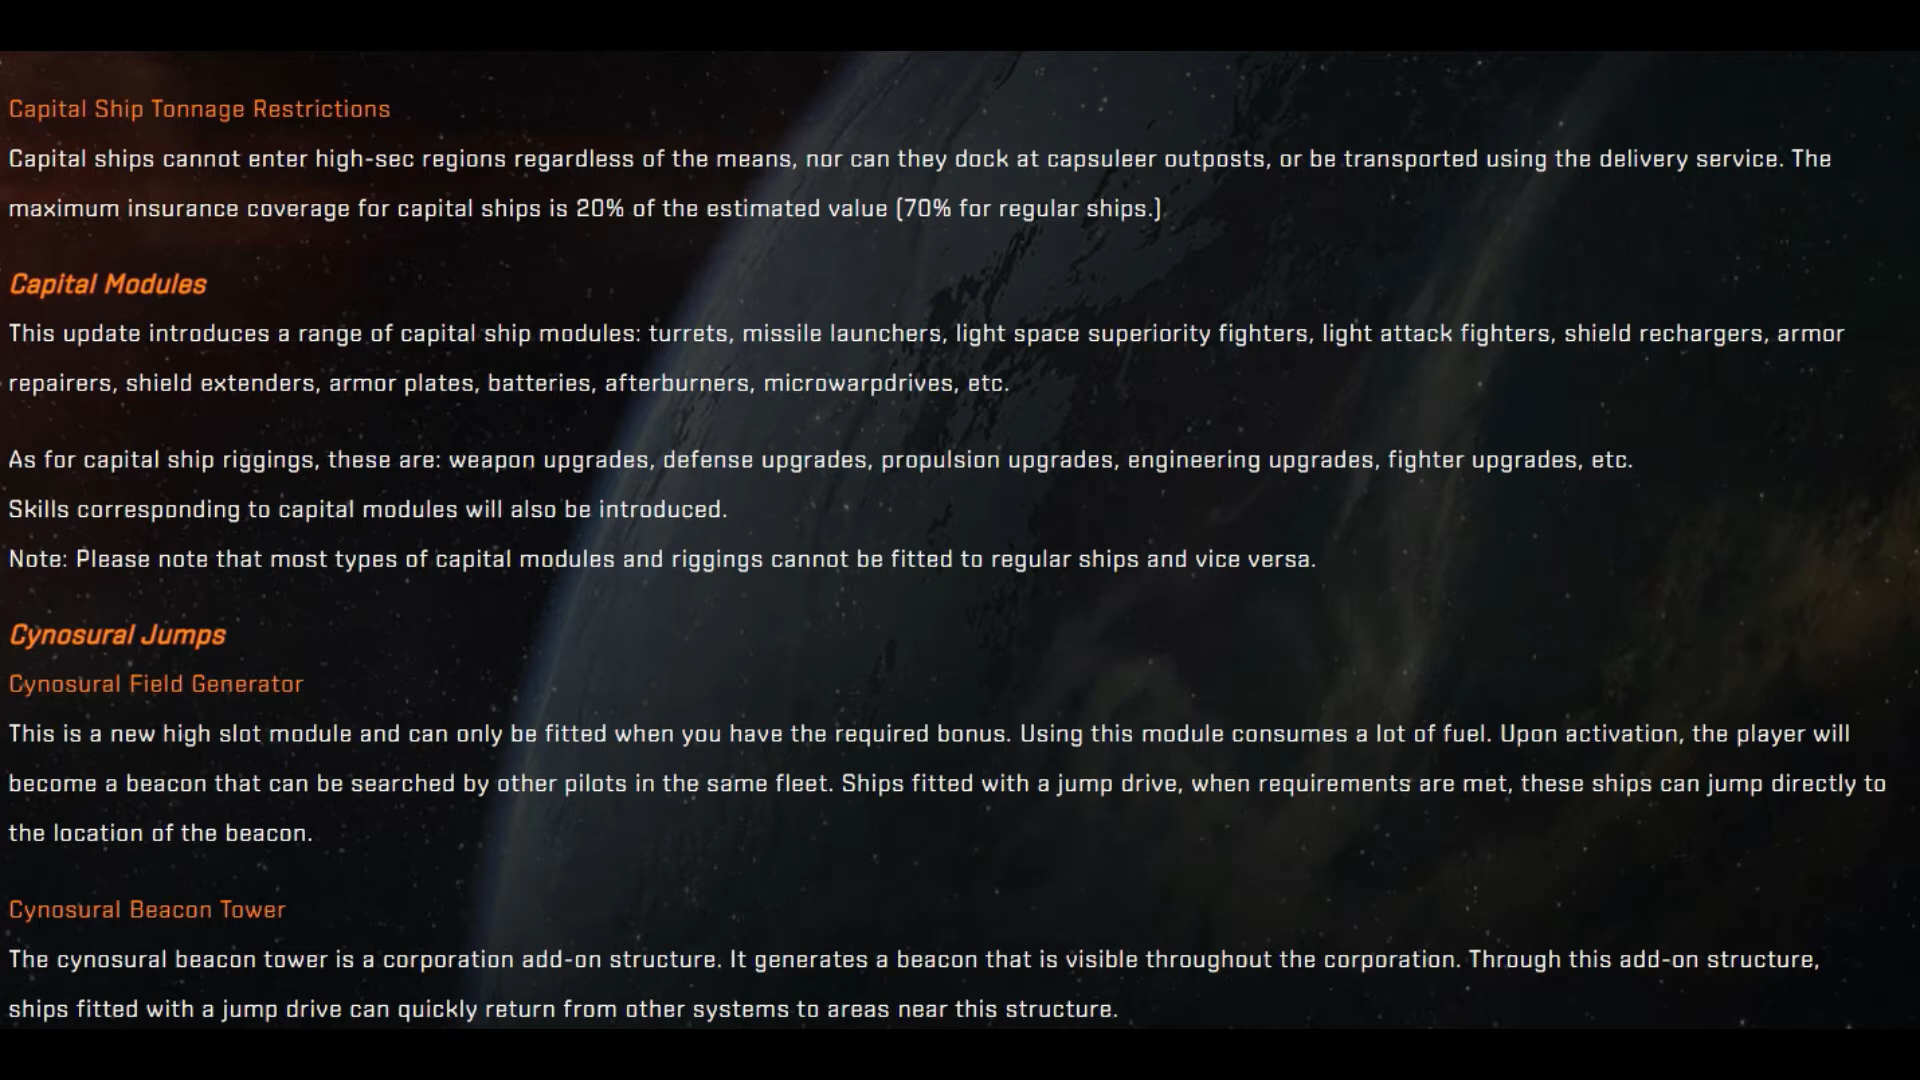 Capital Ship Tonnage Restrictions
Capital ships cannot enter high-sec regions regardless of the means, nor can they dock at capsuleer outposts, or be transported using the delivery service. The
maximum insurance coverage for capital ships is 20% of the estimated value (70% for regular ships.)
Capital Modules
This update introduces a range of capital ship modules: turrets, missile launchers, light space superiority fighters, light attack fighters, shield rechargers, armor
repairers, shield extenders, armor plates, batteries, afterburners, microwarpdrives, etc.
As for capital ship riggings, these are: weapon upgrades, defense upgrades, propulsion upgrades, engineering upgrades, fighter upgrades, etc.
Skills corresponding to capital modules will also be introduced.
Note: Please note that most types of capital modules and riggings cannot be fitted to regular ships and vice versa.
Cynosural Jumps
Cynosural Field Generator
This is a new high slot module and can only be fitted when you have the required bonus. Using this module consumes a lot of fuel. Upon activation, the player will
become a beacon that can be searched by other pilots in the same fleet. Ships fitted with a jump drive, when requirements are met, these ships can jump directly to
the location of the beacon.
Cynosural Beacon Tower
The cynosural beacon tower is a corporation add-on structure. It generates a beacon that is visible throughout the corporation. Through this add-on structure,
ships fitted with a jump drive can quickly return from other systems to areas near this structure.